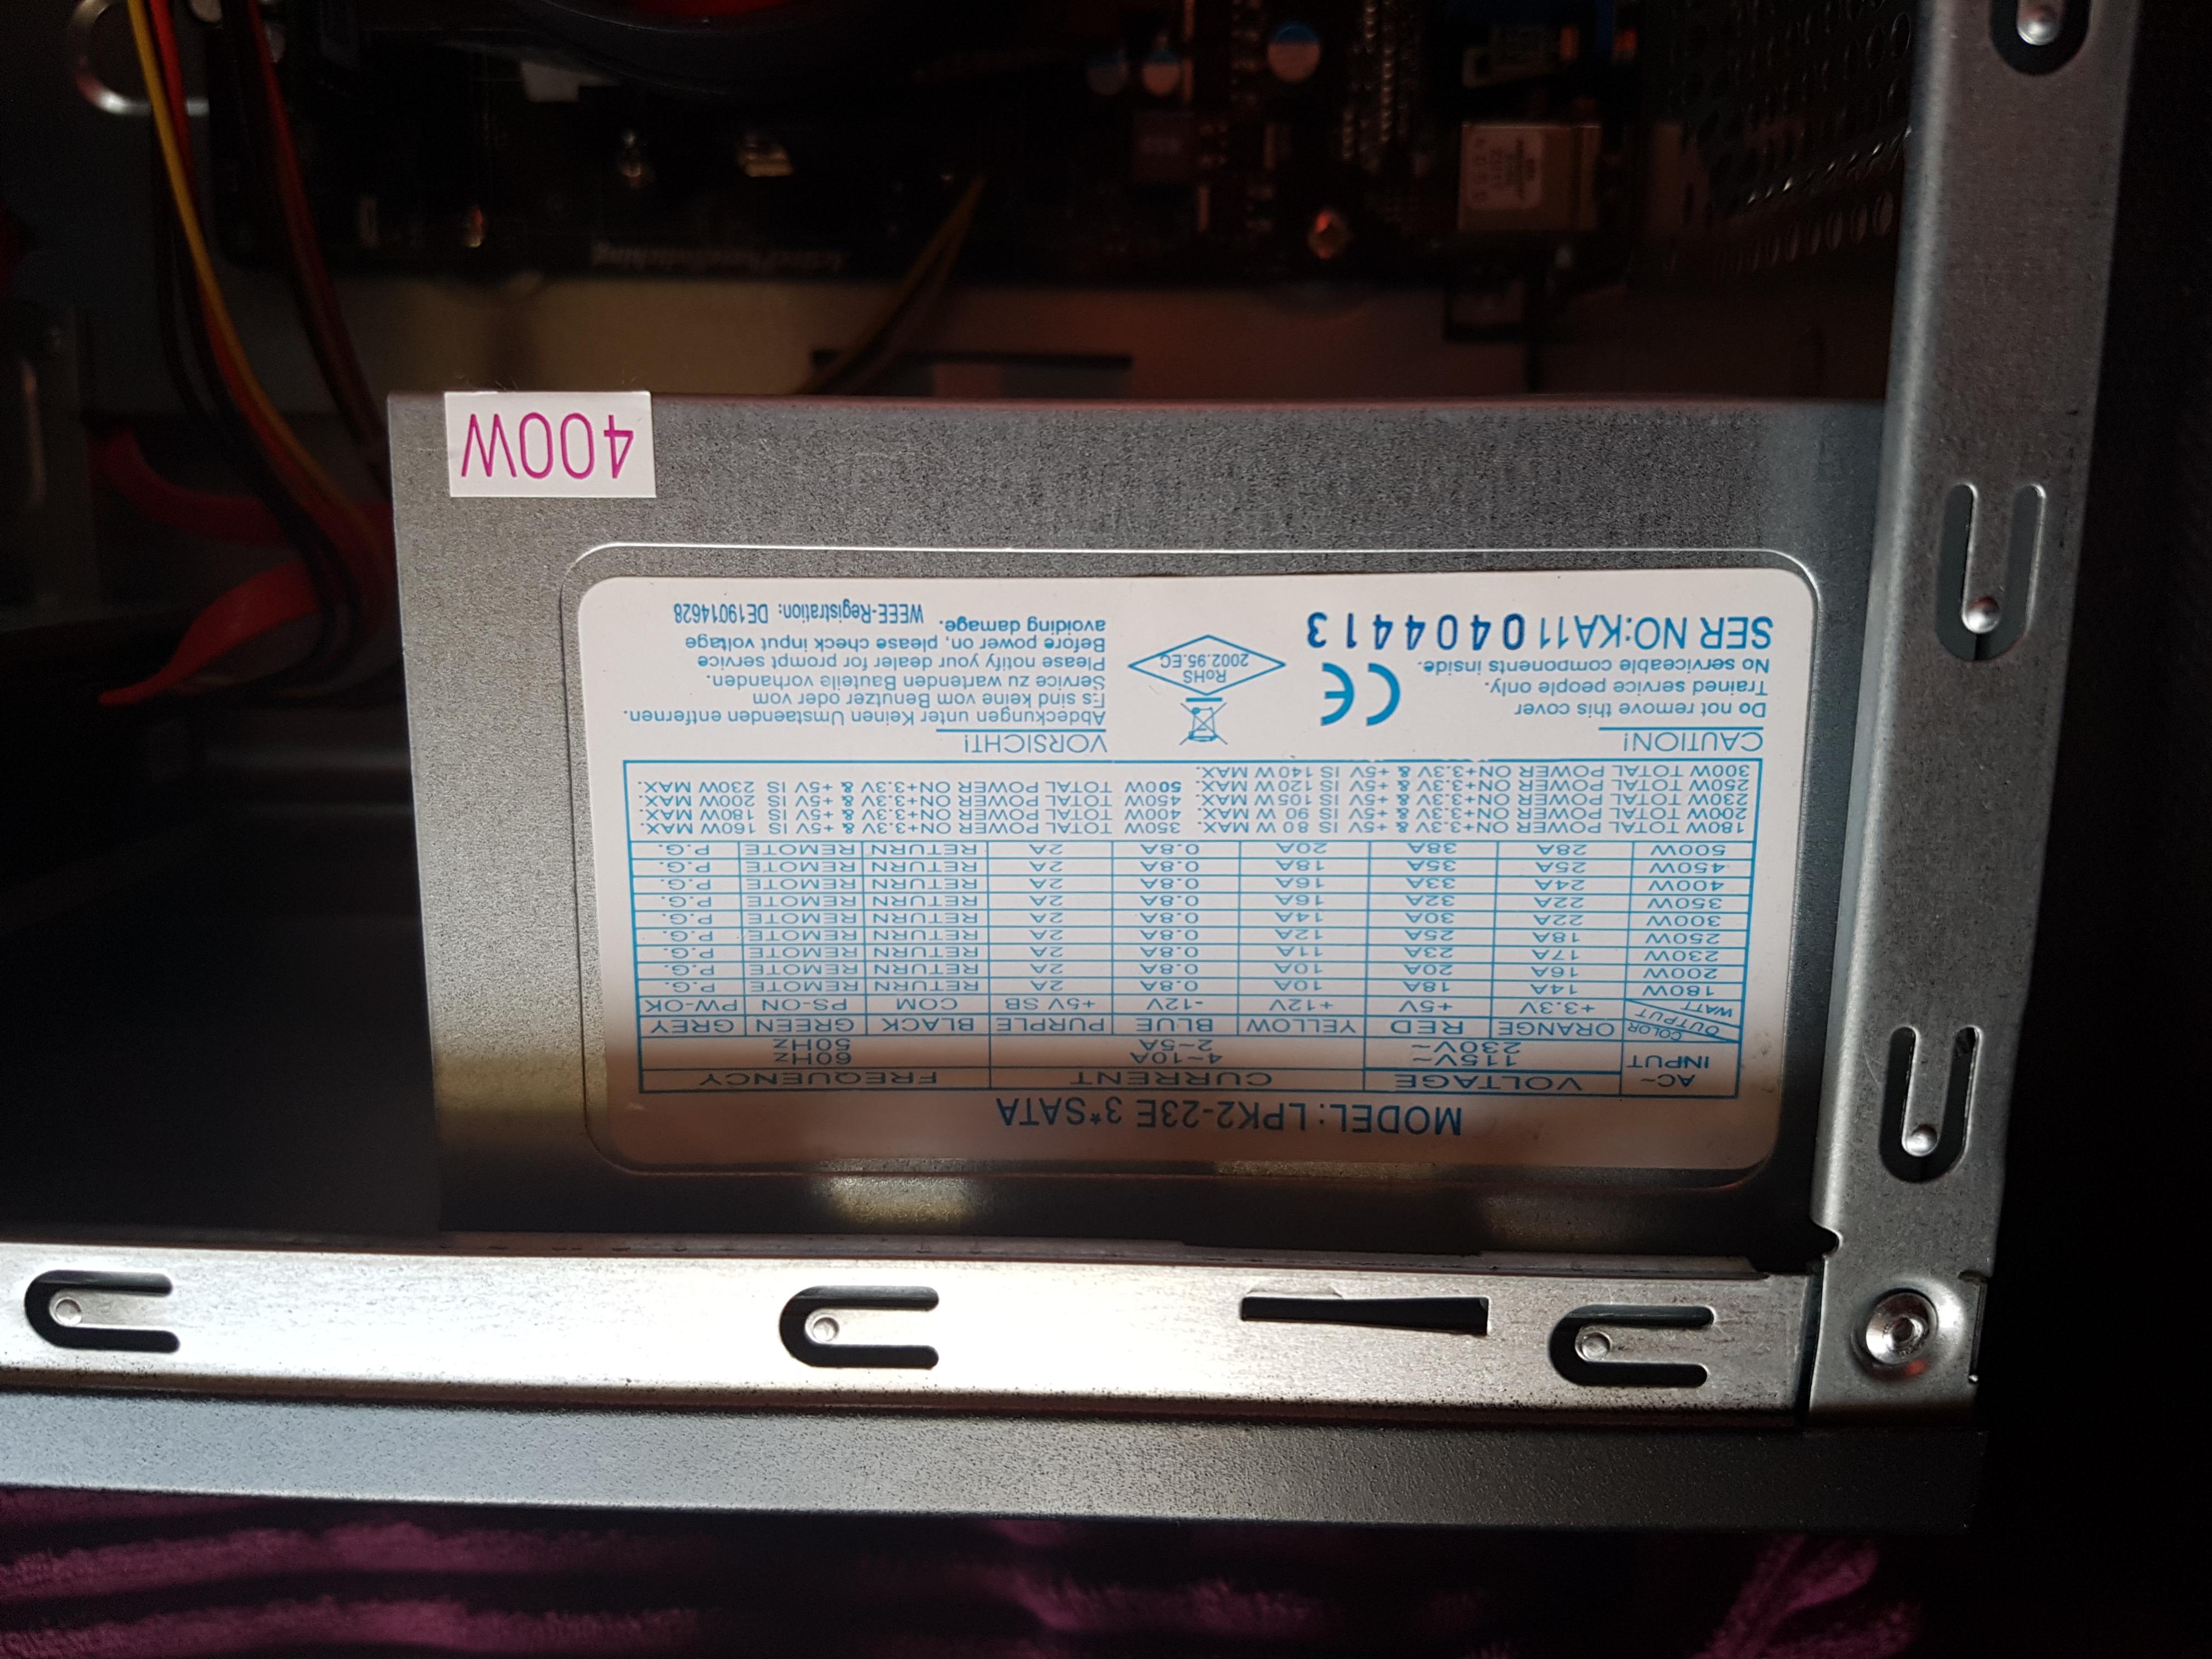 MODEL: LPK2-23E 3*SATA
AC~ VOLTAGE CURRENT FREQUENCY
INPUT 115V~ 4~10A 60Hz
230V~ 2~5A 50Hz
COLOR ORANGE RED YELLOW BLUE PURPLE BLACK GREEN GREY
OUTPUT
WATT +3.3V +5V +12V -12V +5V SB COM PS-ON PW-OK
180W 14A 18A 10A 0.8A 2A RETURN REMOTE P.G.
200W 16A 20A 10A 0.8A 2A RETURN REMOTE P.G.
230W 17A 23A 11A 0.8A 2A RETURN REMOTE P.G.
250W 18A 25A 12A 0.8A 2A RETURN REMOTE P.G.
300W 22A 30A 14A 0.8A 2A RETURN REMOTE P.G.
350W 22A 32A 16A 0.8A 2A RETURN REMOTE P.G.
400W 24A 33A 16A 0.8A 2A RETURN REMOTE P.G.
450W 25A 35A 18A 0.8A 2A RETURN REMOTE P.G.
500W 28A 38A 20A 0.8A 2A RETURN REMOTE P.G.
180W TOTAL POWER ON+3.3V & +5V IS 80 W MAX.
200W TOTAL POWER ON+3.3V & +5V IS 90 W MAX.
230W TOTAL POWER ON+3.3V & +5V IS 105W MAX.
250W TOTAL POWER ON+3.3V & +5V IS 120W MAX.
300W TOTAL POWER ON+3.3V & +5V IS 140W MAX.
350W TOTAL POWER ON+3.3V & +5V IS 160W MAX.
400W TOTAL POWER ON+3.3V & +5V IS 180W MAX.
450W TOTAL POWER ON+3.3V & +5V IS 200W MAX.
500W TOTAL POWER ON+3.3V & +5V IS 230W MAX.
CAUTION!
Do not remove this cover
Trained service people only.
No serviceable components inside.
SER NO:KA110404413
CE
RoHS
2002.95.EC
VORSICHT!
Abdeckungen unter Keinen Umstaenden entfernen.
Es sind keine vom Benutzer oder vom
Service zu wartenden Bauteile vorhanden.
Please notify your dealer for prompt service
Before power on, please check input voltage
avoiding damage. WEEE-Registration: DE19014628
400W